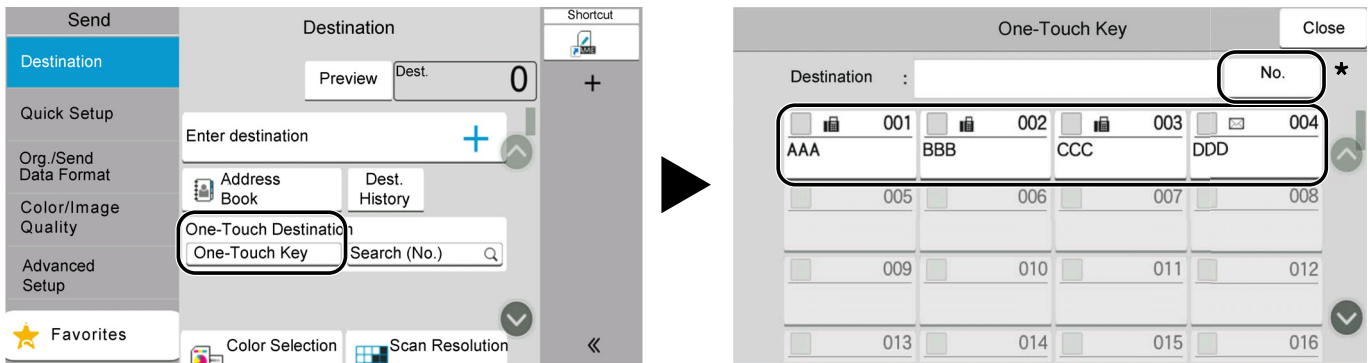 Send
Destination
Quick Setup
Org./Send
Data Format
Color/Image
Quality
Advanced
Setup
Favorites
Destination
Preview
Dest.
0
Enter destination
Address
Book
Dest.
History
One-Touch Destination
One-Touch Key
Search (No.)
Color Selection
Scan Resolution
Shortcut
One-Touch Key
Close
Destination :
No.
*
001
AAA
002
BBB
003
CCC
004
DDD
005
006
007
008
009
010
011
012
013
014
015
016